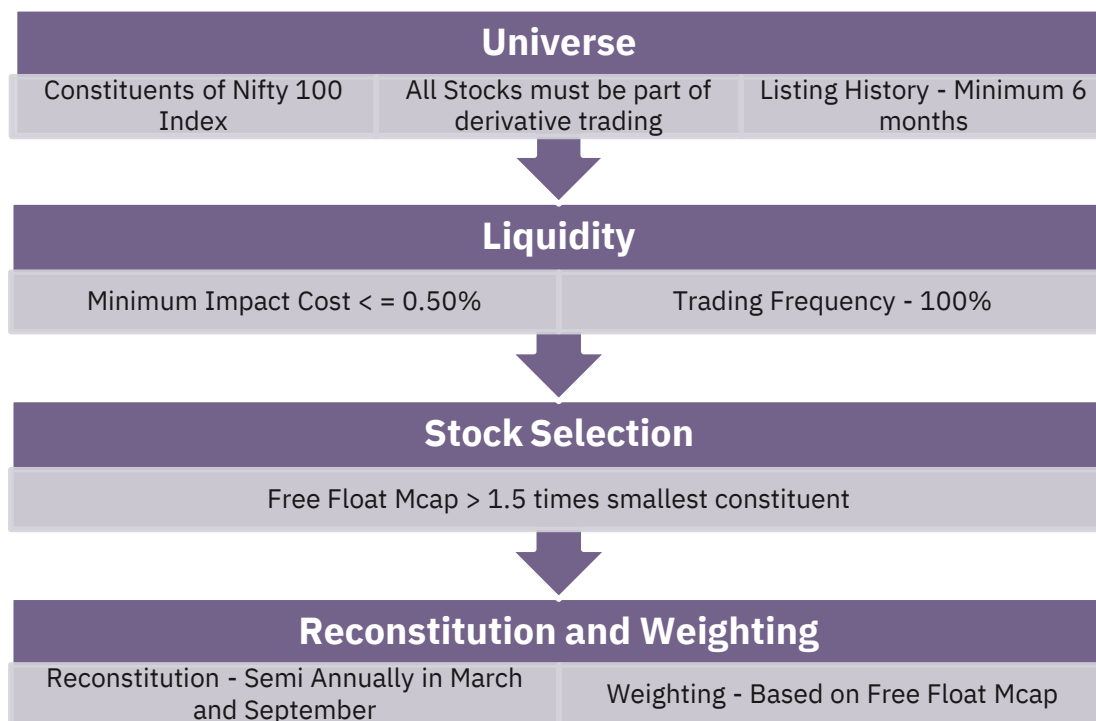 Universe
Constituents of Nifty 100
Index
All Stocks must be part of
derivative trading
Listing History - Minimum 6
months
Liquidity
Minimum Impact Cost < = 0.50%
Trading Frequency - 100%
Stock Selection
Free Float Mcap > 1.5 times smallest constituent
Reconstitution and Weighting
Reconstitution - Semi Annually in March
and September
Weighting - Based on Free Float Mcap